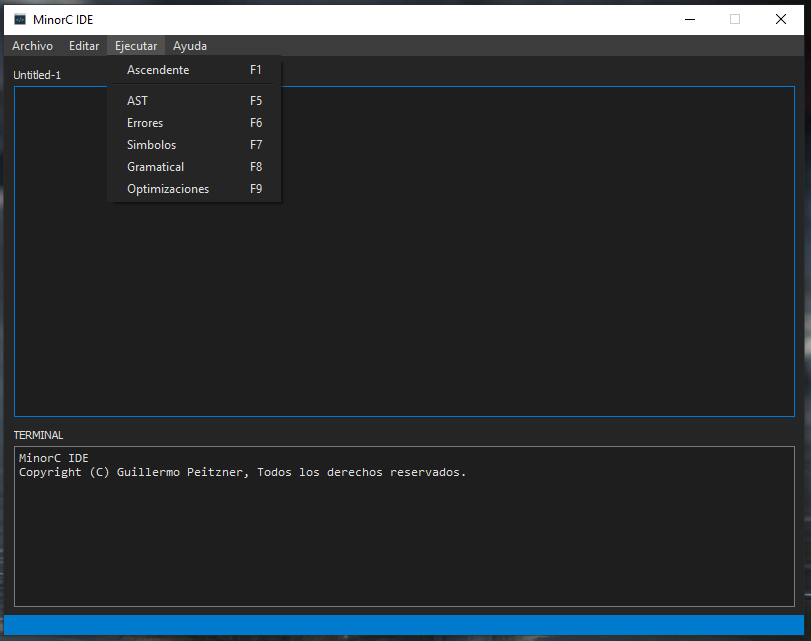 MinorC IDE
Archivo Editar Ejecutar Ayuda
Untitled-1
Ascendente F1
AST F5
Errores F6
Simbolos F7
Gramatical F8
Optimizaciones F9
TERMINAL
MinorC IDE
Copyright (C) Guillermo Peitzner, Todos los derechos reservados.